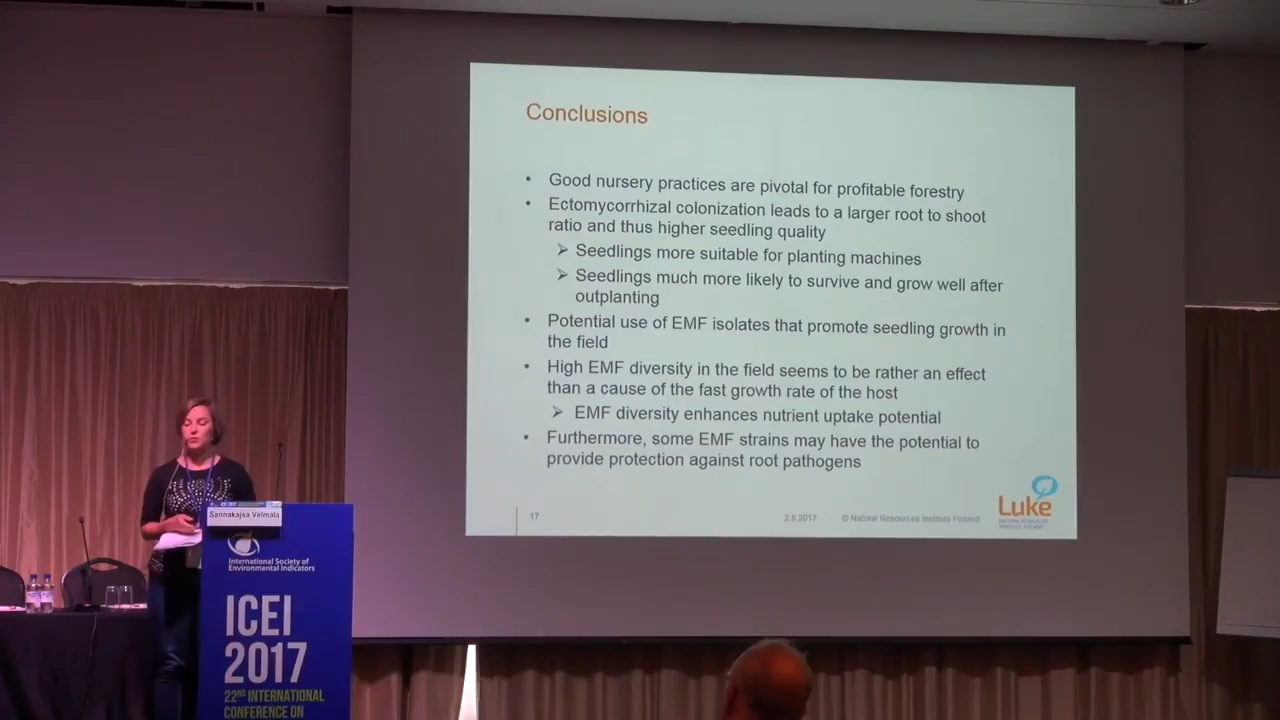 Conclusions
• Good nursery practices are pivotal for profitable forestry
• Ectomycorrhizal colonization leads to a larger root to shoot
ratio and thus higher seedling quality
➢ Seedlings more suitable for planting machines
➢ Seedlings much more likely to survive and grow well after
outplanting
• Potential use of EMF isolates that promote seedling growth in
the field
• High EMF diversity in the field seems to be rather an effect
than a cause of the fast growth rate of the host
➢ EMF diversity enhances nutrient uptake potential
• Furthermore, some EMF strains may have the potential to
provide protection against root pathogens
17
© Natural Resources Institute Finland
Luke
NATURAL RESOURCES
INSTITUTE FINLAND
Sannakajsa Velmala
International Society of
Environmental Indicators
ICEI
2017
22ND INTERNATIONAL
CONFERENCE ON